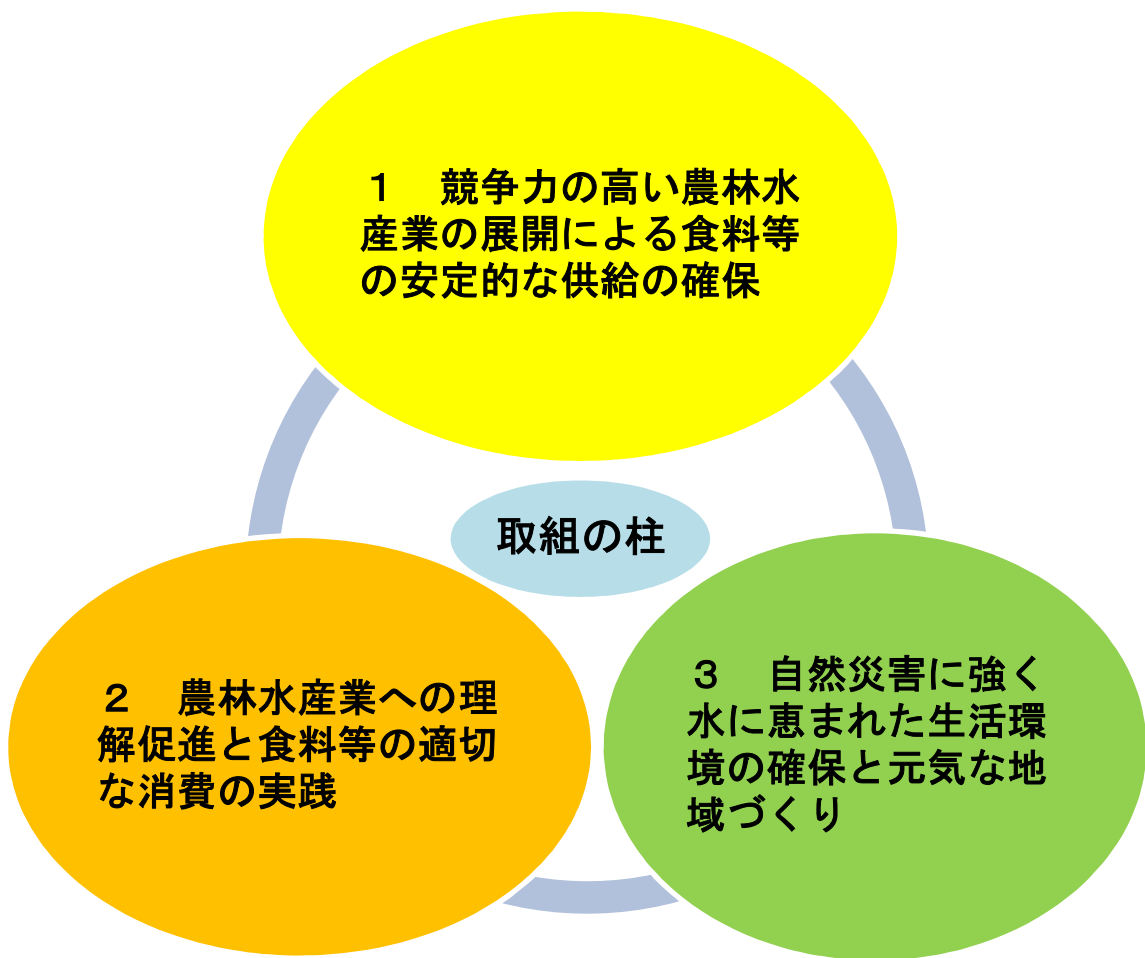 １　競争力の高い農林水
産業の展開による食料等
の安定的な供給の確保
取組の柱
２　農林水産業への理
解促進と食料等の適切
な消費の実践
３　自然災害に強く
水に恵まれた生活環
境の確保と元気な地
域づくり